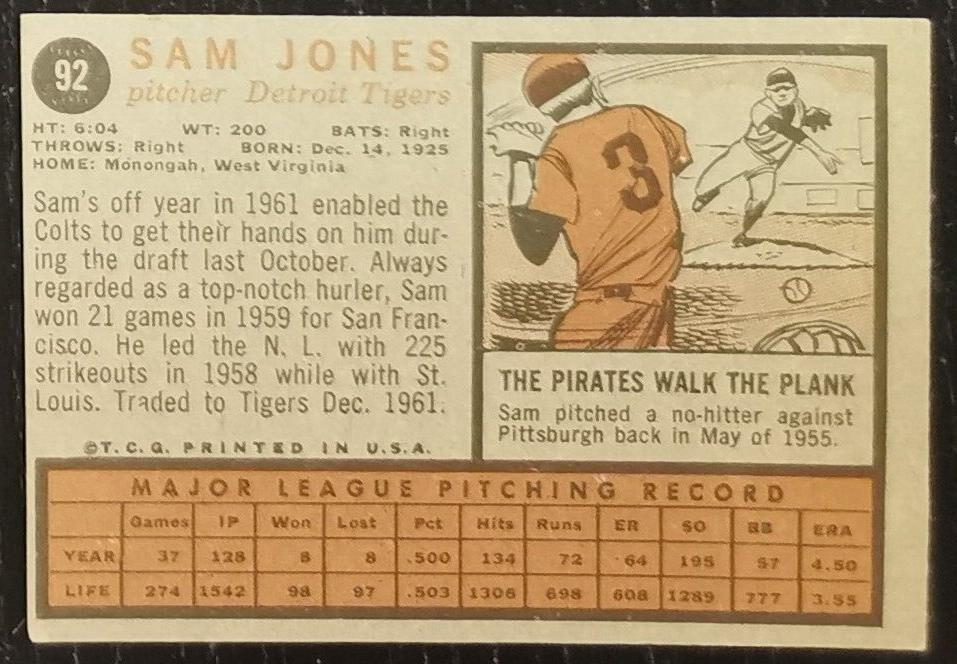 92
SAM JONES
pitcher Detroit Tigers
HT: 6:04 WT: 200 BATS: Right
THROWS: Right BORN: Dec. 14, 1925
HOME: Monongah, West Virginia
Sam's off year in 1961 enabled the
Colts to get their hands on him dur-
ing the draft last October. Always
regarded as a top-notch hurler, Sam
won 21 games in 1959 for San Fran-
cisco. He led the N. L. with 225
strikeouts in 1958 while with St.
Louis. Traded to Tigers Dec. 1961.
©T. C. G. PRINTED IN U.S.A.
3
THE PIRATES WALK THE PLANK
Sam pitched a no-hitter against
Pittsburgh back in May of 1955.
MAJOR LEAGUE PITCHING RECORD
Games IP Won Lost Pct Hits Runs ER SO BB ERA
YEAR 37 128 8 8 .500 134 72 64 195 57 4.50
LIFE 274 1542 98 97 .503 1306 698 608 1289 777 3.55